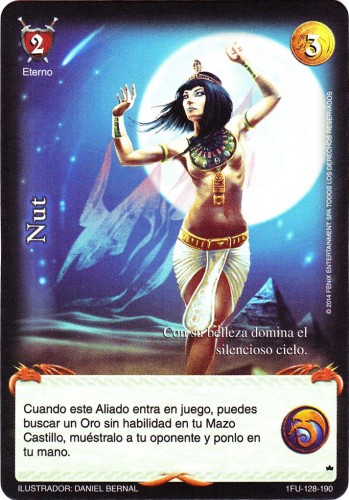 2
3
Eterno
Nut
© 2014 FENIX ENTERTAINMENT SPA TODOS LOS DERECHOS RESERVADOS
Con su belleza domina el
silencioso cielo.
Cuando este Aliado entra en juego, puedes
buscar un Oro sin habilidad en tu Mazo
Castillo, muéstralo a tu oponente y ponlo en
tu mano.
ILUSTRADOR: DANIEL BERNAL
1FU-128-190